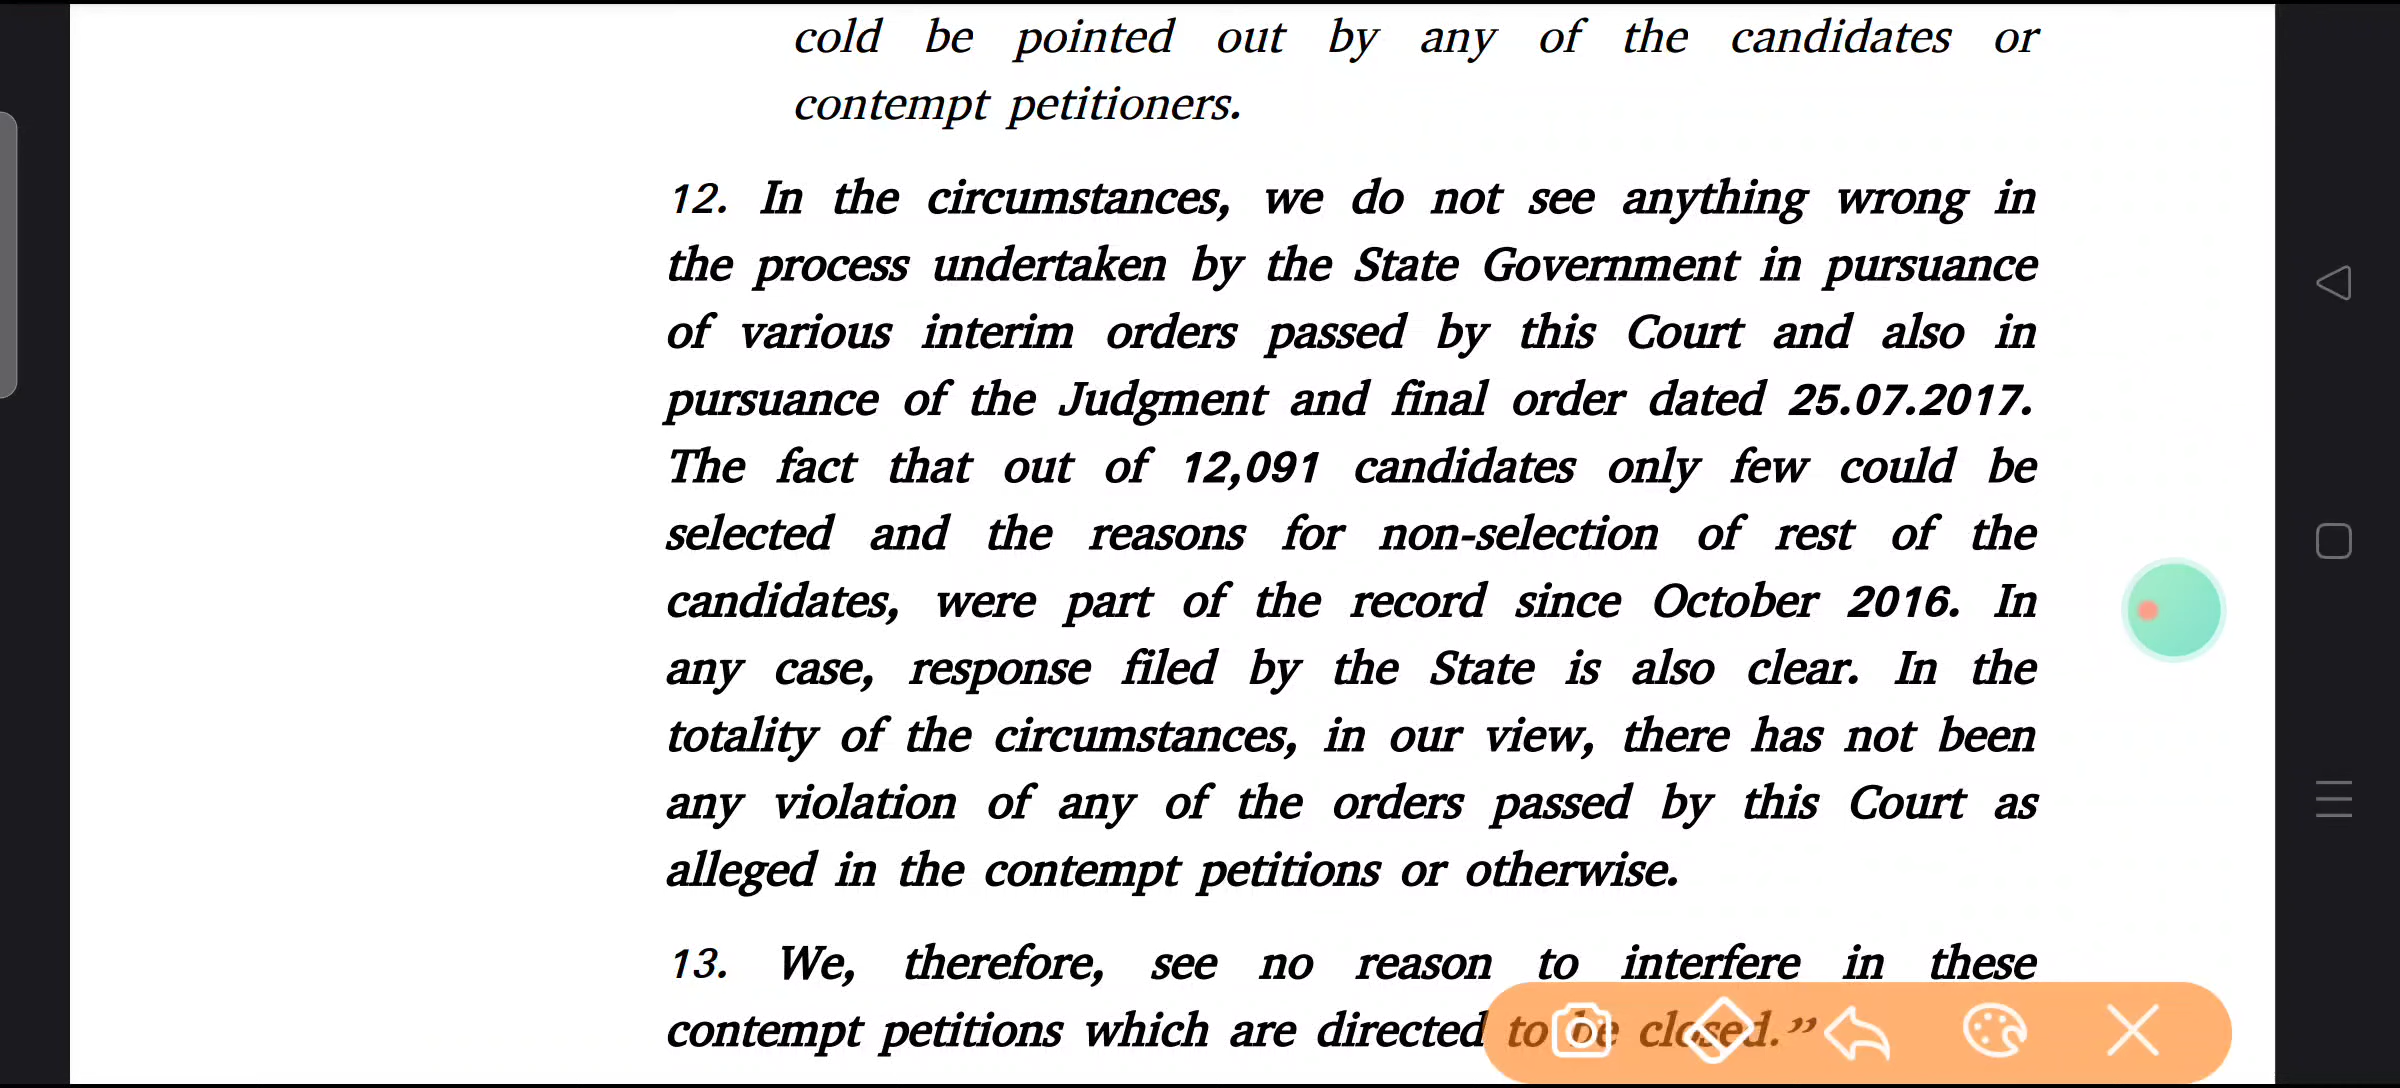 cold be pointed out by any of the candidates or
contempt petitioners.
12. In the circumstances, we do not see anything wrong in
the process undertaken by the State Government in pursuance
of various interim orders passed by this Court and also in
pursuance of the Judgment and final order dated 25.07.2017.
The fact that out of 12,091 candidates only few could be
selected and the reasons for non-selection of rest of the
candidates, were part of the record since October 2016. In
any case, response filed by the State is also clear. In the
totality of the circumstances, in our view, there has not been
any violation of any of the orders passed by this Court as
alleged in the contempt petitions or otherwise.
13. We, therefore, see no reason to interfere in these
contempt petitions which are directed to be closed.”